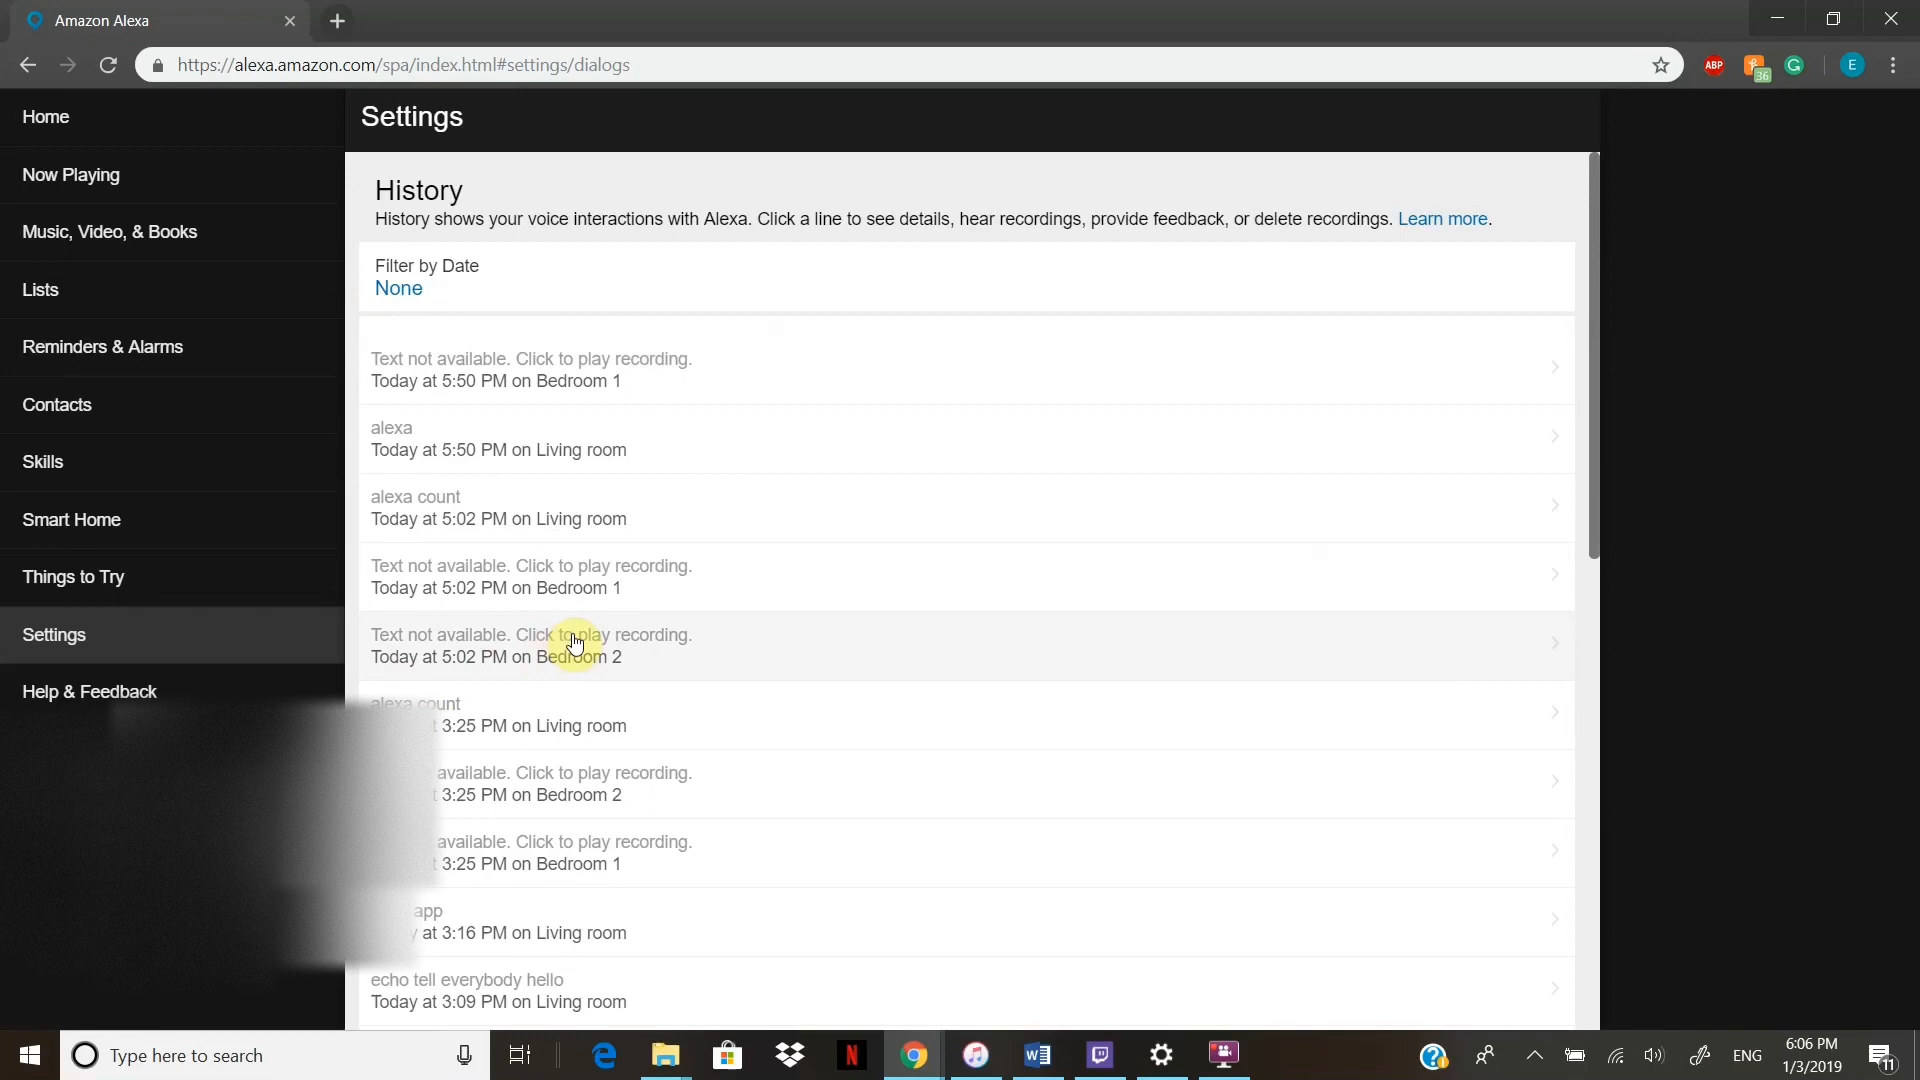 Amazon Alexa
https://alexa.amazon.com/spa/index.html#settings/dialogs
ABP
36
E
Home
Now Playing
Music, Video, & Books
Lists
Reminders & Alarms
Contacts
Skills
Smart Home
Things to Try
Settings
Help & Feedback
Settings
History
History shows your voice interactions with Alexa. Click a line to see details, hear recordings, provide feedback, or delete recordings. Learn more.
Filter by Date
None
Text not available. Click to play recording.
Today at 5:50 PM on Bedroom 1
alexa
Today at 5:50 PM on Living room
alexa count
Today at 5:02 PM on Living room
Text not available. Click to play recording.
Today at 5:02 PM on Bedroom 1
Text not available. Click to play recording.
Today at 5:02 PM on Bedroom 2
alexa count
3:25 PM on Living room
available. Click to play recording.
3:25 PM on Bedroom 2
available. Click to play recording.
3:25 PM on Bedroom 1
app
at 3:16 PM on Living room
echo tell everybody hello
Today at 3:09 PM on Living room
Type here to search
ENG
6:06 PM
1/3/2019
11